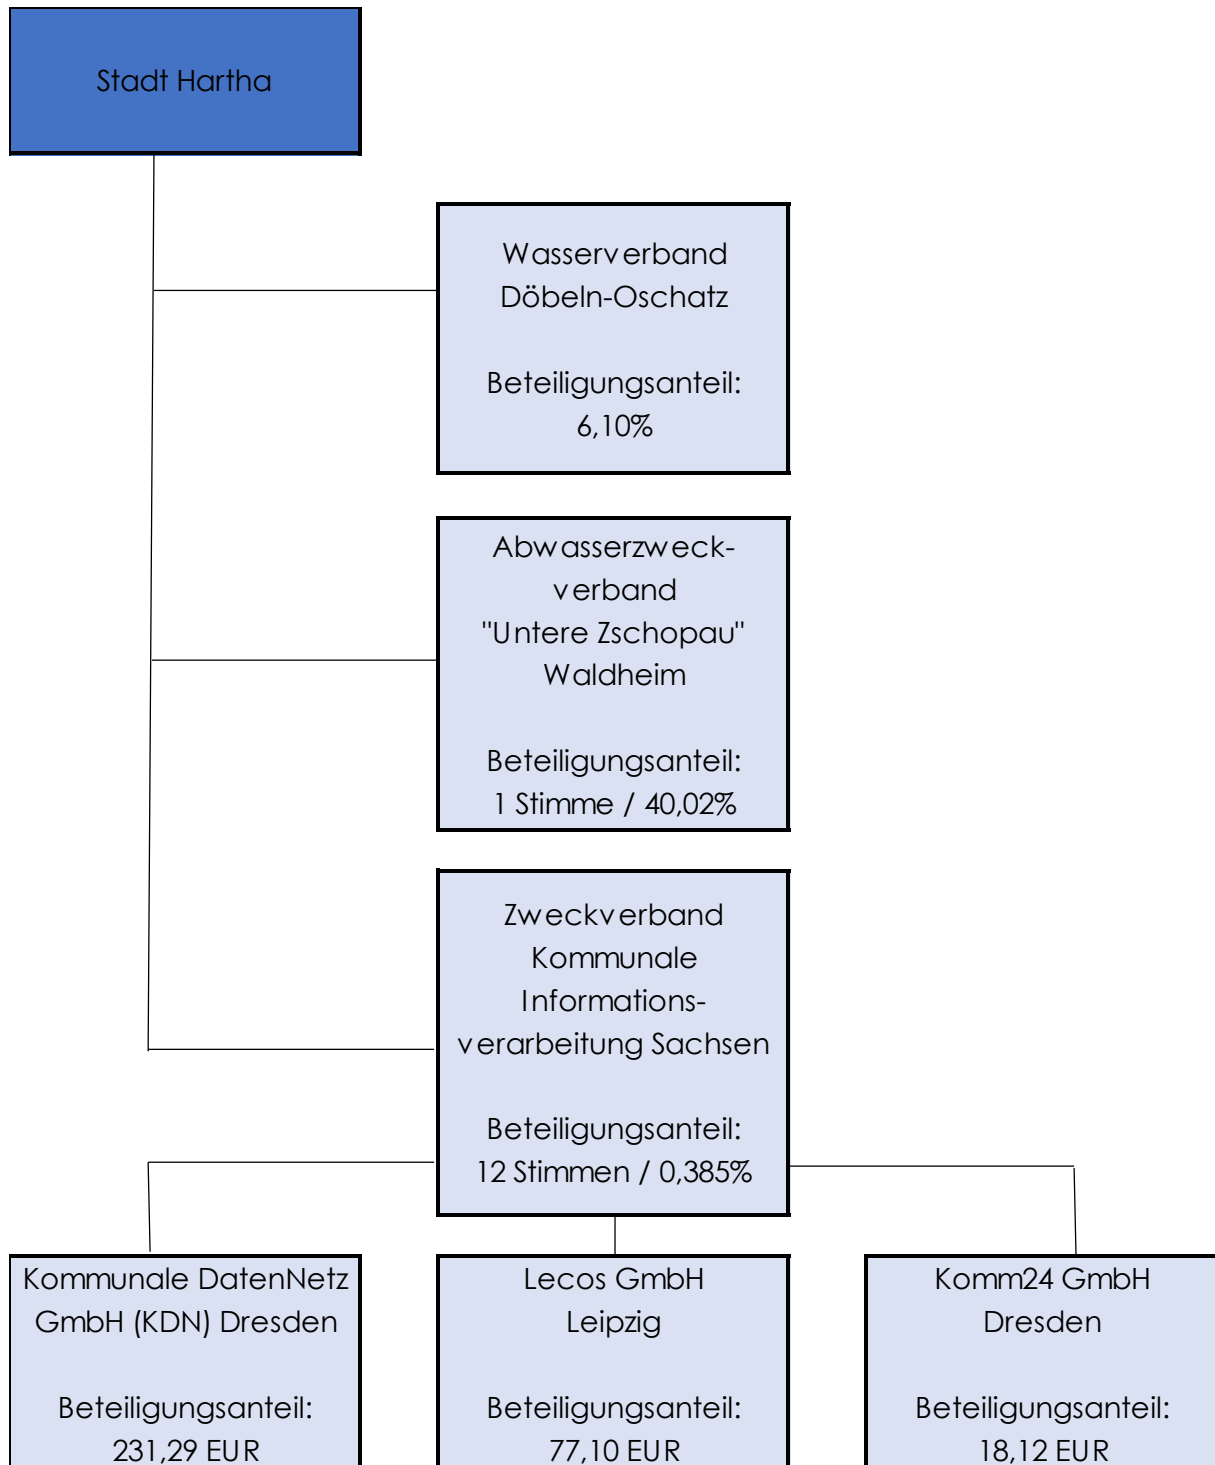 Stadt Hartha
Wasserverband
Döbeln-Oschatz
Beteiligungsanteil:
6,10%
Abwasserzweck-
verband
"Untere Zschopau"
Waldheim
Beteiligungsanteil:
1 Stimme / 40,02%
Zweckverband
Kommunale
Informations-
verarbeitung Sachsen
Beteiligungsanteil:
12 Stimmen / 0,385%
Kommunale DatenNetz
GmbH (KDN) Dresden
Beteiligungsanteil:
231,29 EUR
Lecos GmbH
Leipzig
Beteiligungsanteil:
77,10 EUR
Komm24 GmbH
Dresden
Beteiligungsanteil:
18,12 EUR